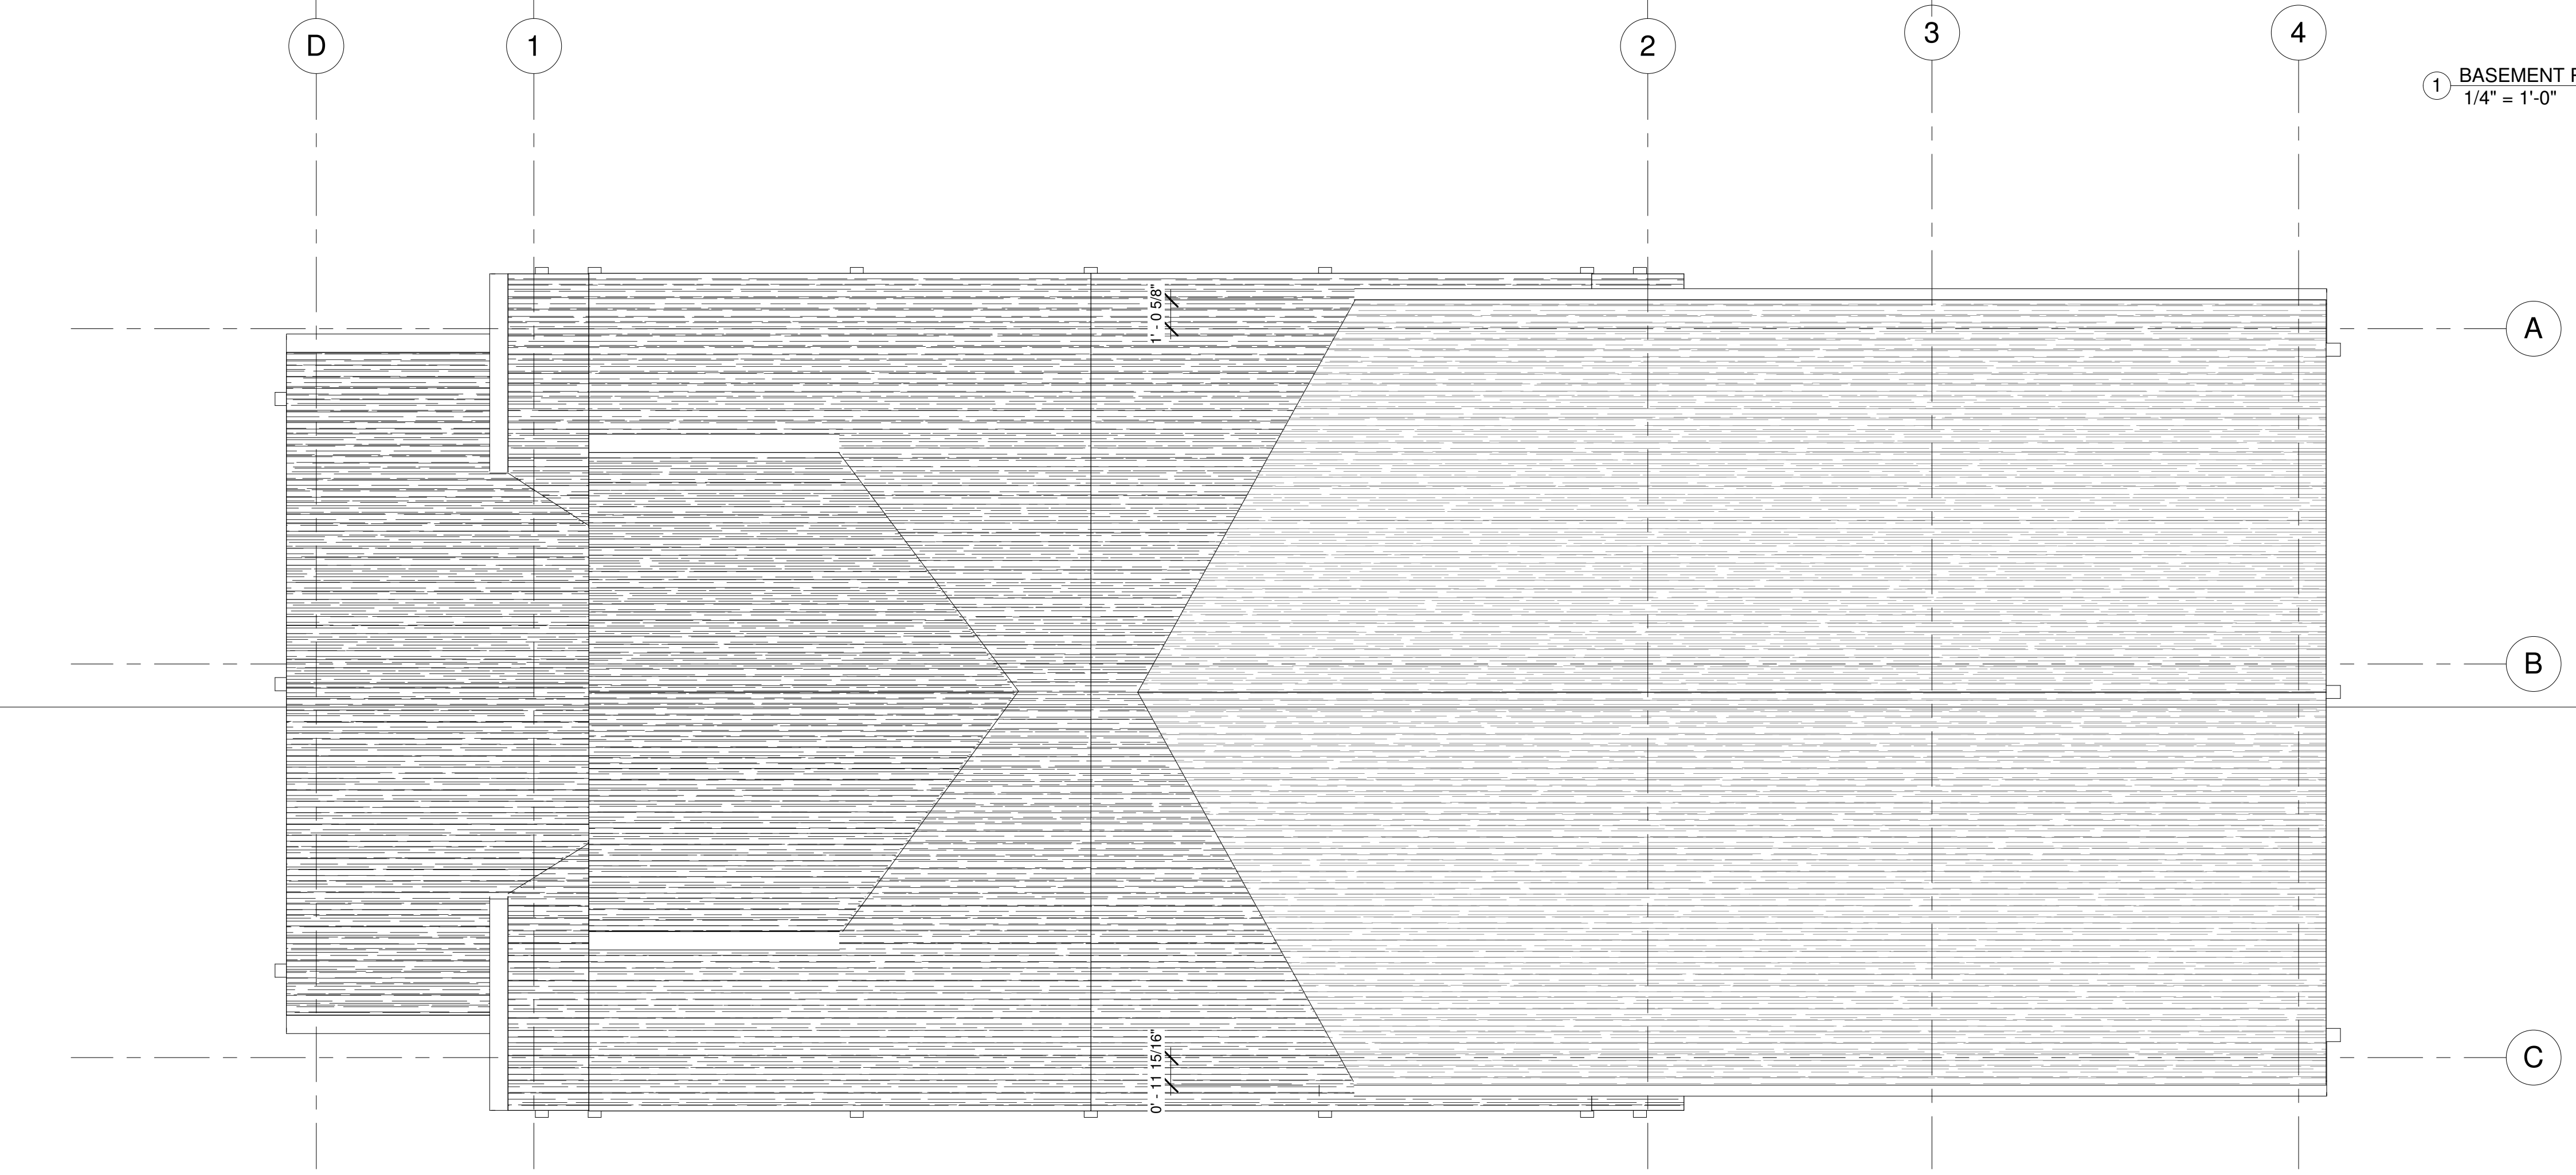 D
1
2
3
4
1
BASEMENT
1/4" = 1'-0"
1' - 0 5/8"
A
B
0' - 11 15/16"
C